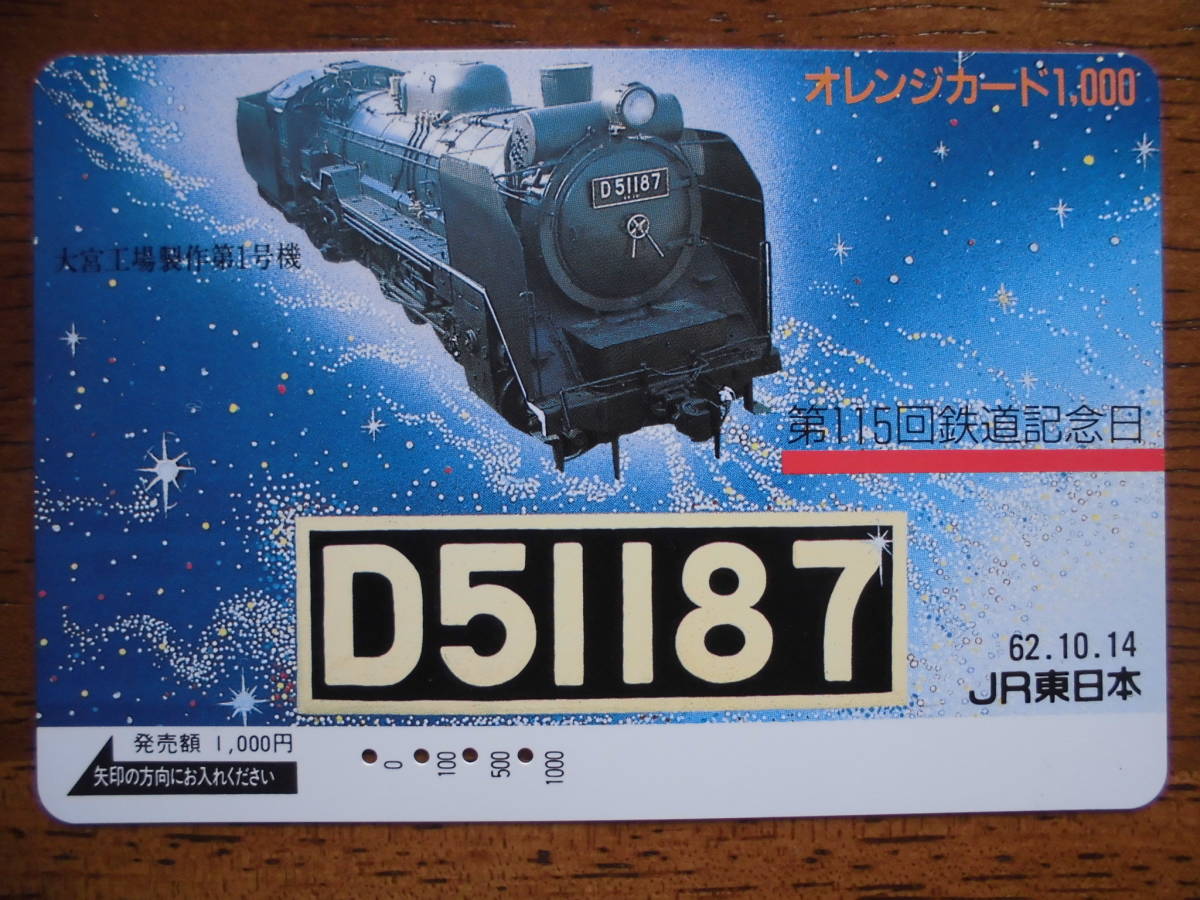 オレンジカード1,000
D51187
大宮工場製作第1号機
第115回鉄道記念日
D51187
62.10.14
JR東日本
発売額 1,000円
矢印の方向にお入れください
0 100 500 1000